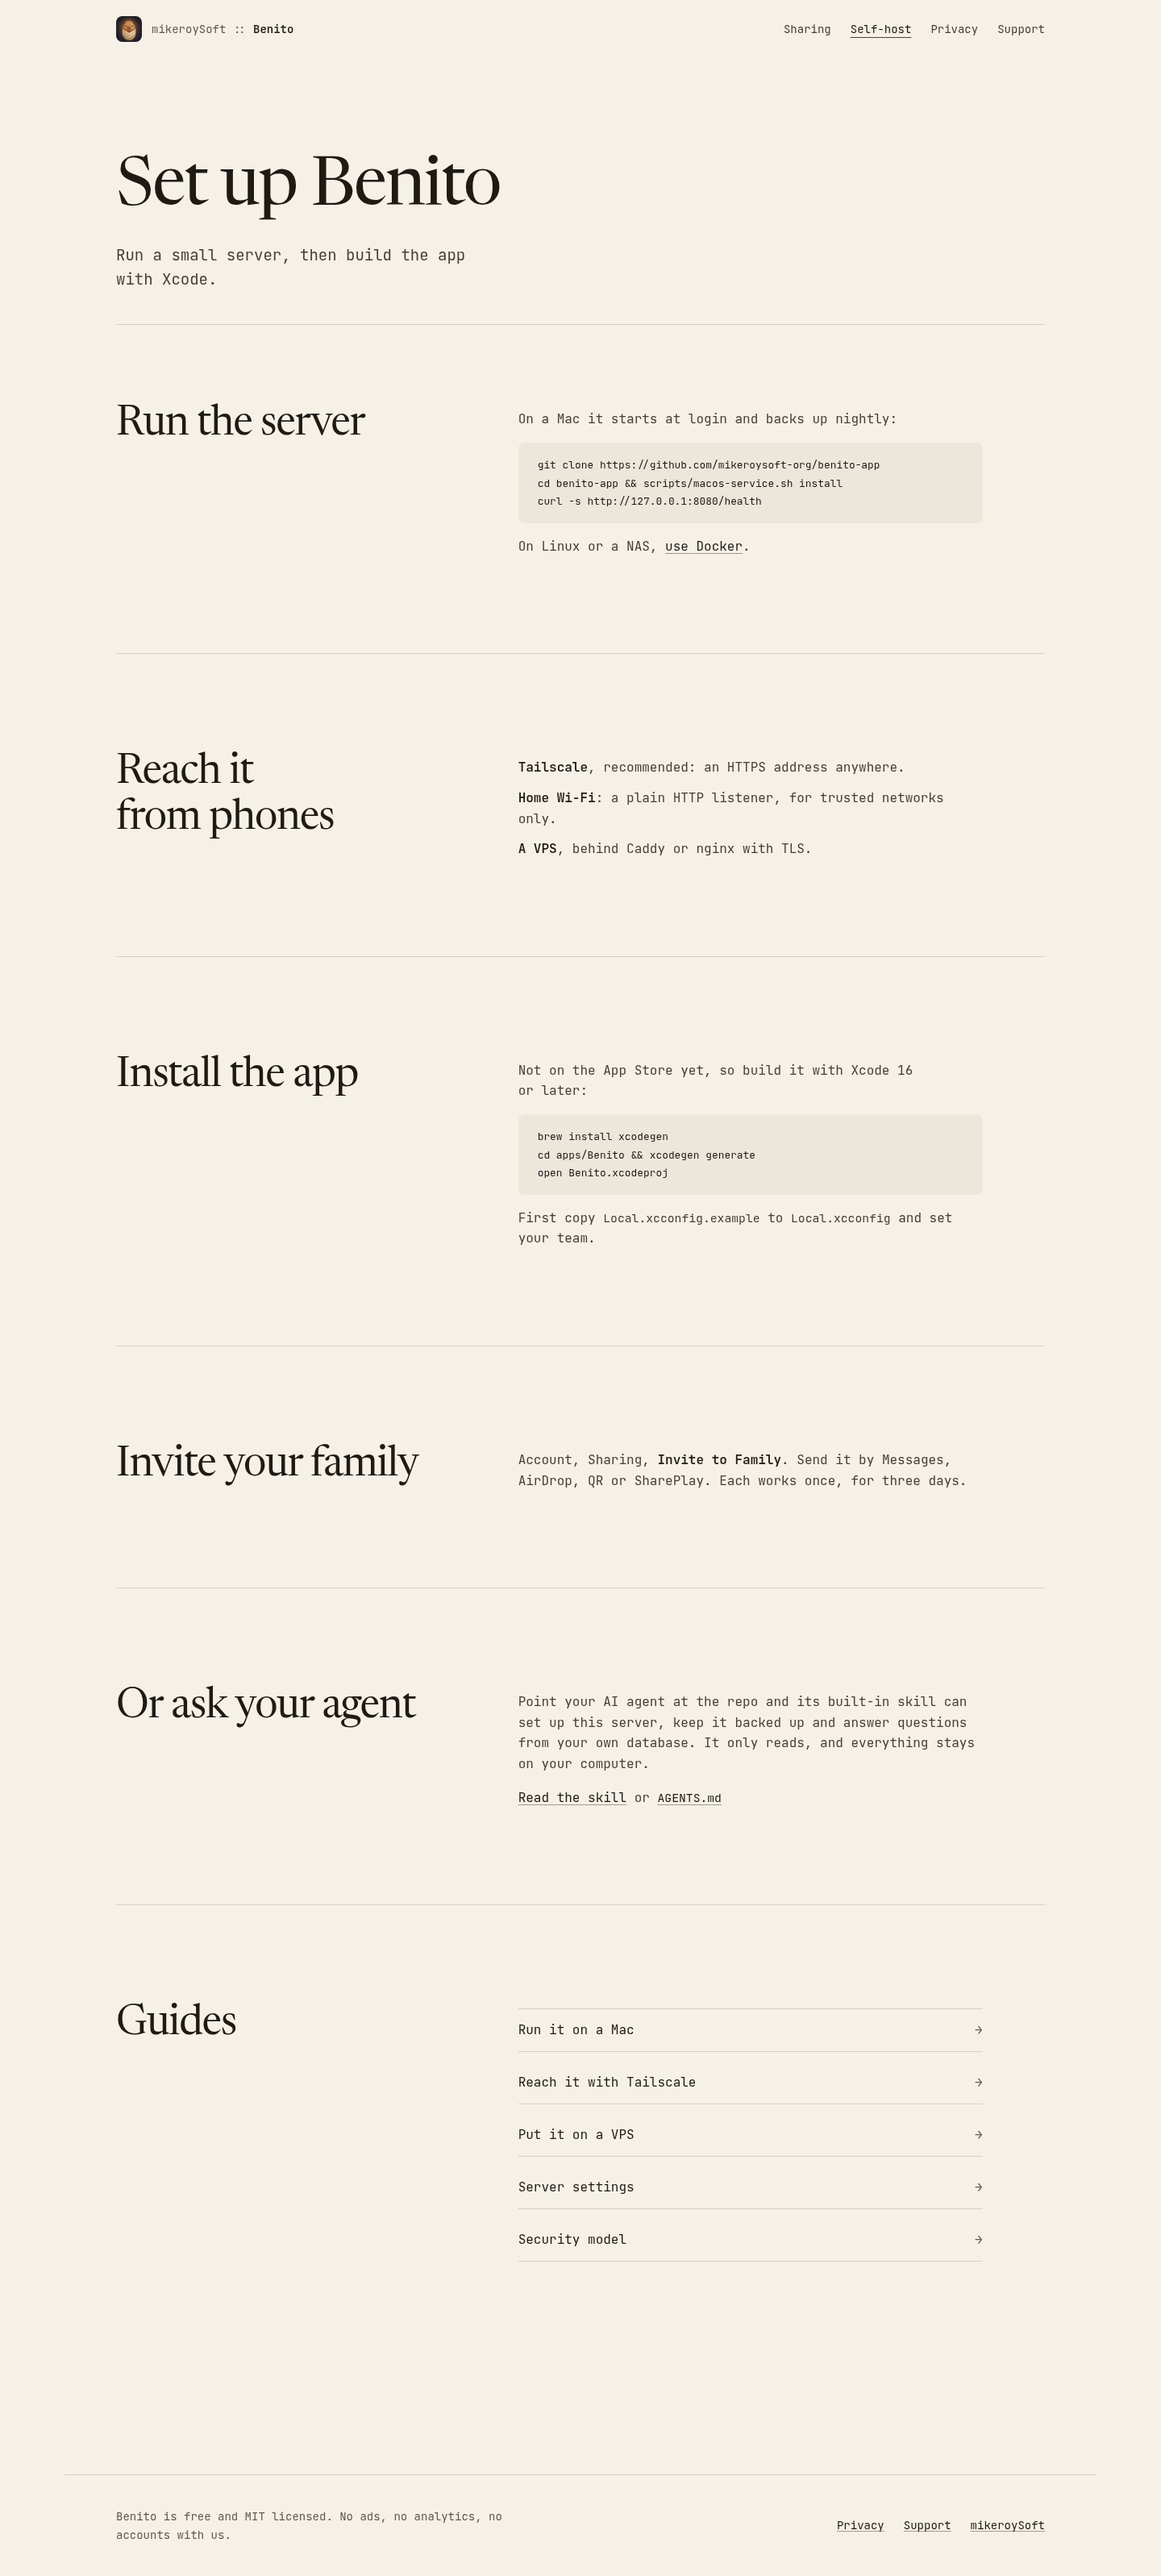 mikeroySoft :: Benito
Sharing Self-host Privacy Support
Set up Benito
Run a small server, then build the app
with Xcode.
Run the server
On a Mac it starts at login and backs up nightly:
git clone https://github.com/mikeroysoft-org/benito-app
cd benito-app && scripts/macos-service.sh install
curl -s http://127.0.0.1:8080/health
On Linux or a NAS, use Docker.
Reach it
from phones
Tailscale, recommended: an HTTPS address anywhere.
Home Wi-Fi: a plain HTTP listener, for trusted networks
only.
A VPS, behind Caddy or nginx with TLS.
Install the app
Not on the App Store yet, so build it with Xcode 16
or later:
brew install xcodegen
cd apps/Benito && xcodegen generate
open Benito.xcodeproj
First copy Local.xcconfig.example to Local.xcconfig and set
your team.
Invite your family
Account, Sharing, Invite to Family. Send it by Messages,
AirDrop, QR or SharePlay. Each works once, for three days.
Or ask your agent
Point your AI agent at the repo and its built-in skill can
set up this server, keep it backed up and answer questions
from your own database. It only reads, and everything stays
on your computer.
Read the skill or AGENTS.md
Guides
Run it on a Mac →
Reach it with Tailscale →
Put it on a VPS →
Server settings →
Security model →
Benito is free and MIT licensed. No ads, no analytics, no
accounts with us.
Privacy Support mikeroySoft